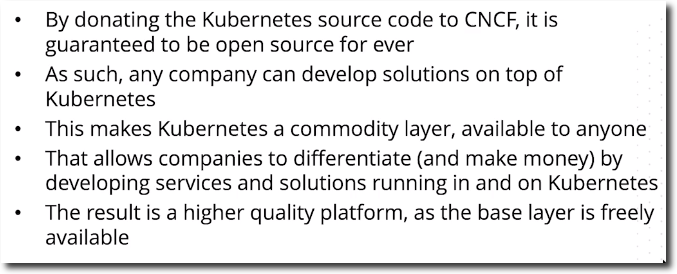 • By donating the Kubernetes source code to CNCF, it is
guaranteed to be open source for ever
• As such, any company can develop solutions on top of
Kubernetes
• This makes Kubernetes a commodity layer, available to anyone
• That allows companies to differentiate (and make money) by
developing services and solutions running in and on Kubernetes
• The result is a higher quality platform, as the base layer is freely
available